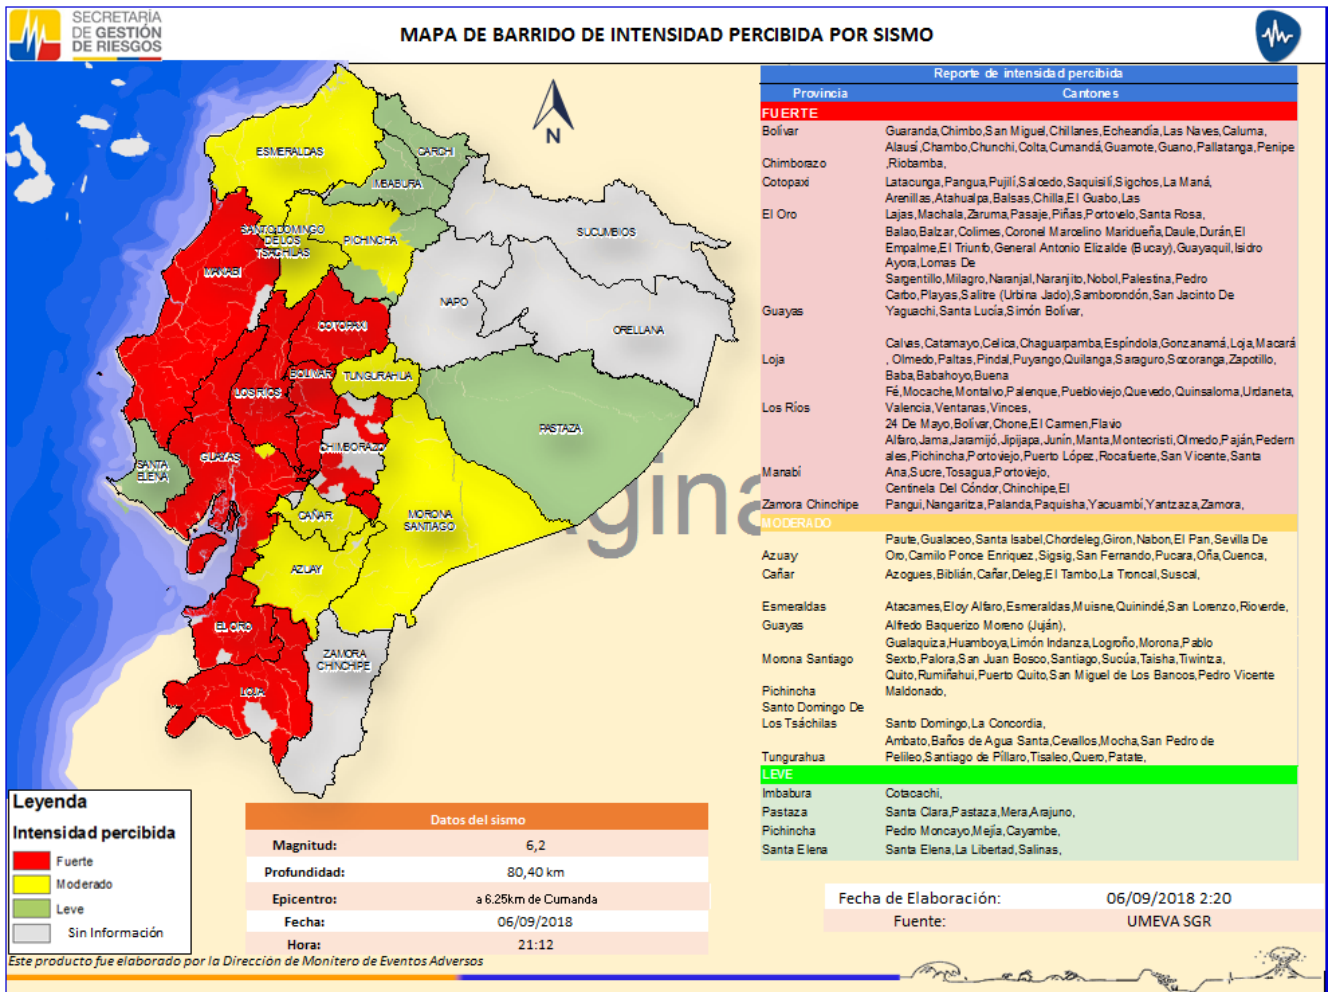 SECRETARÍA
DE GESTIÓN
DE RIESGOS
MAPA DE BARRIDO DE INTENSIDAD PERCIBIDA POR SISMO
N
ESMERALDAS
CARCHI
IMBABURA
SANTO DOMINGO
DE LOS
TSACHILAS
PICHINCHA
SUCUMBIOS
MANABÍ
NAPO
ORELLANA
COTOPAXI
BOLIVAR
TUNGURAHUA
LOS RÍOS
PASTAZA
GUAYAS
CHIMBORAZO
SANTA
ELENA
CAÑAR
MORONA
SANTIAGO
AZUAY
EL ORO
ZAMORA
CHINCHIPE
LOJA
Reporte de intensidad percibida
Provincia Cantones
FUERTE
Bolívar Guaranda,Chimbo,San Miguel,Chillanes,Echeandía,Las Naves,Caluma,
Alausí,Chambo,Chunchi,Colta,Cumandá,Guamote,Guano,Pallatanga,Penipe
Chimborazo ,Riobamba,
Cotopaxi Latacunga,Pangua,Pujilí,Salcedo,Saquisilí,Sigchos,La Maná,
Arenillas,Atahualpa,Balsas,Chilla,El Guabo,Las
El Oro Lajas,Machala,Zaruma,Pasaje,Piñas,Portovelo,Santa Rosa,
Balao,Balzar,Colimes,Coronel Marcelino Maridueña,Daule,Durán,El
Empalme,El Triunfo,General Antonio Elizalde (Bucay),Guayaquil,Isidro
Ayora,Lomas De
Sargentillo,Milagro,Naranjal,Naranjito,Nobol,Palestina,Pedro
Carbo,Playas,Salitre (Urbina Jado),Samborondón,San Jacinto De
Guayas Yaguachi,Santa Lucía,Simón Bolívar,
Calvas,Catamayo,Celica,Chaguarpamba,Espíndola,Gonzanamá,Loja,Macará
Loja ,Olmedo,Paltas,Pindal,Puyango,Quilanga,Saraguro,Sozoranga,Zapotillo,
Baba,Babahoyo,Buena
Fé,Mocache,Montalvo,Palenque,Puebloviejo,Quevedo,Quinsaloma,Urdaneta,
Los Ríos Valencia,Ventanas,Vinces,
24 De Mayo,Bolívar,Chone,El Carmen,Flavio
Alfaro,Jama,Jaramijó,Jipijapa,Junín,Manta,Montecristi,Olmedo,Paján,Pedern
ales,Pichincha,Portoviejo,Puerto López,Rocafuerte,San Vicente,Santa
Manabí Ana,Sucre,Tosagua,Portoviejo,
Centinela Del Cóndor,Chinchipe,El
Zamora Chinchipe Pangui,Nangaritza,Palanda,Paquisha,Yacuambí,Yantzaza,Zamora,
MODERADO
Paute,Gualaceo,Santa Isabel,Chordeleg,Giron,Nabon,El Pan,Sevilla De
Azuay Oro,Camilo Ponce Enriquez,Sigsig,San Fernando,Pucara,Oña,Cuenca,
Cañar Azogues,Biblián,Cañar,Deleg,El Tambo,La Troncal,Suscal,
Esmeraldas Atacames,Eloy Alfaro,Esmeraldas,Muisne,Quinindé,San Lorenzo,Rioverde,
Guayas Alfredo Baquerizo Moreno (Juján),
Gualaquiza,Huamboya,Limón Indanza,Logroño,Morona,Pablo
Morona Santiago Sexto,Palora,San Juan Bosco,Santiago,Sucúa,Taisha,Tiwintza,
Quito,Rumiñahui,Puerto Quito,San Miguel de Los Bancos,Pedro Vicente
Pichincha Maldonado,
Santo Domingo De
Los Tsáchilas Santo Domingo,La Concordia,
Ambato,Baños de Agua Santa,Cevallos,Mocha,San Pedro de
Tungurahua Pelileo,Santiago de Píllaro,Tisaleo,Quero,Patate,
LEVE
Imbabura Cotacachi,
Pastaza Santa Clara,Pastaza,Mera,Arajuno,
Pichincha Pedro Moncayo,Mejía,Cayambe,
Santa Elena Santa Elena,La Libertad,Salinas,
Leyenda
Intensidad percibida
Fuerte
Moderado
Leve
Sin Información
Datos del sismo
Magnitud: 6,2
Profundidad: 80,40 km
Epicentro: a 6.25km de Cumanda
Fecha: 06/09/2018
Hora: 21:12
Fecha de Elaboración: 06/09/2018 2:20
Fuente: UMEVA SGR
Este producto fue elaborado por la Dirección de Monitero de Eventos Adversos